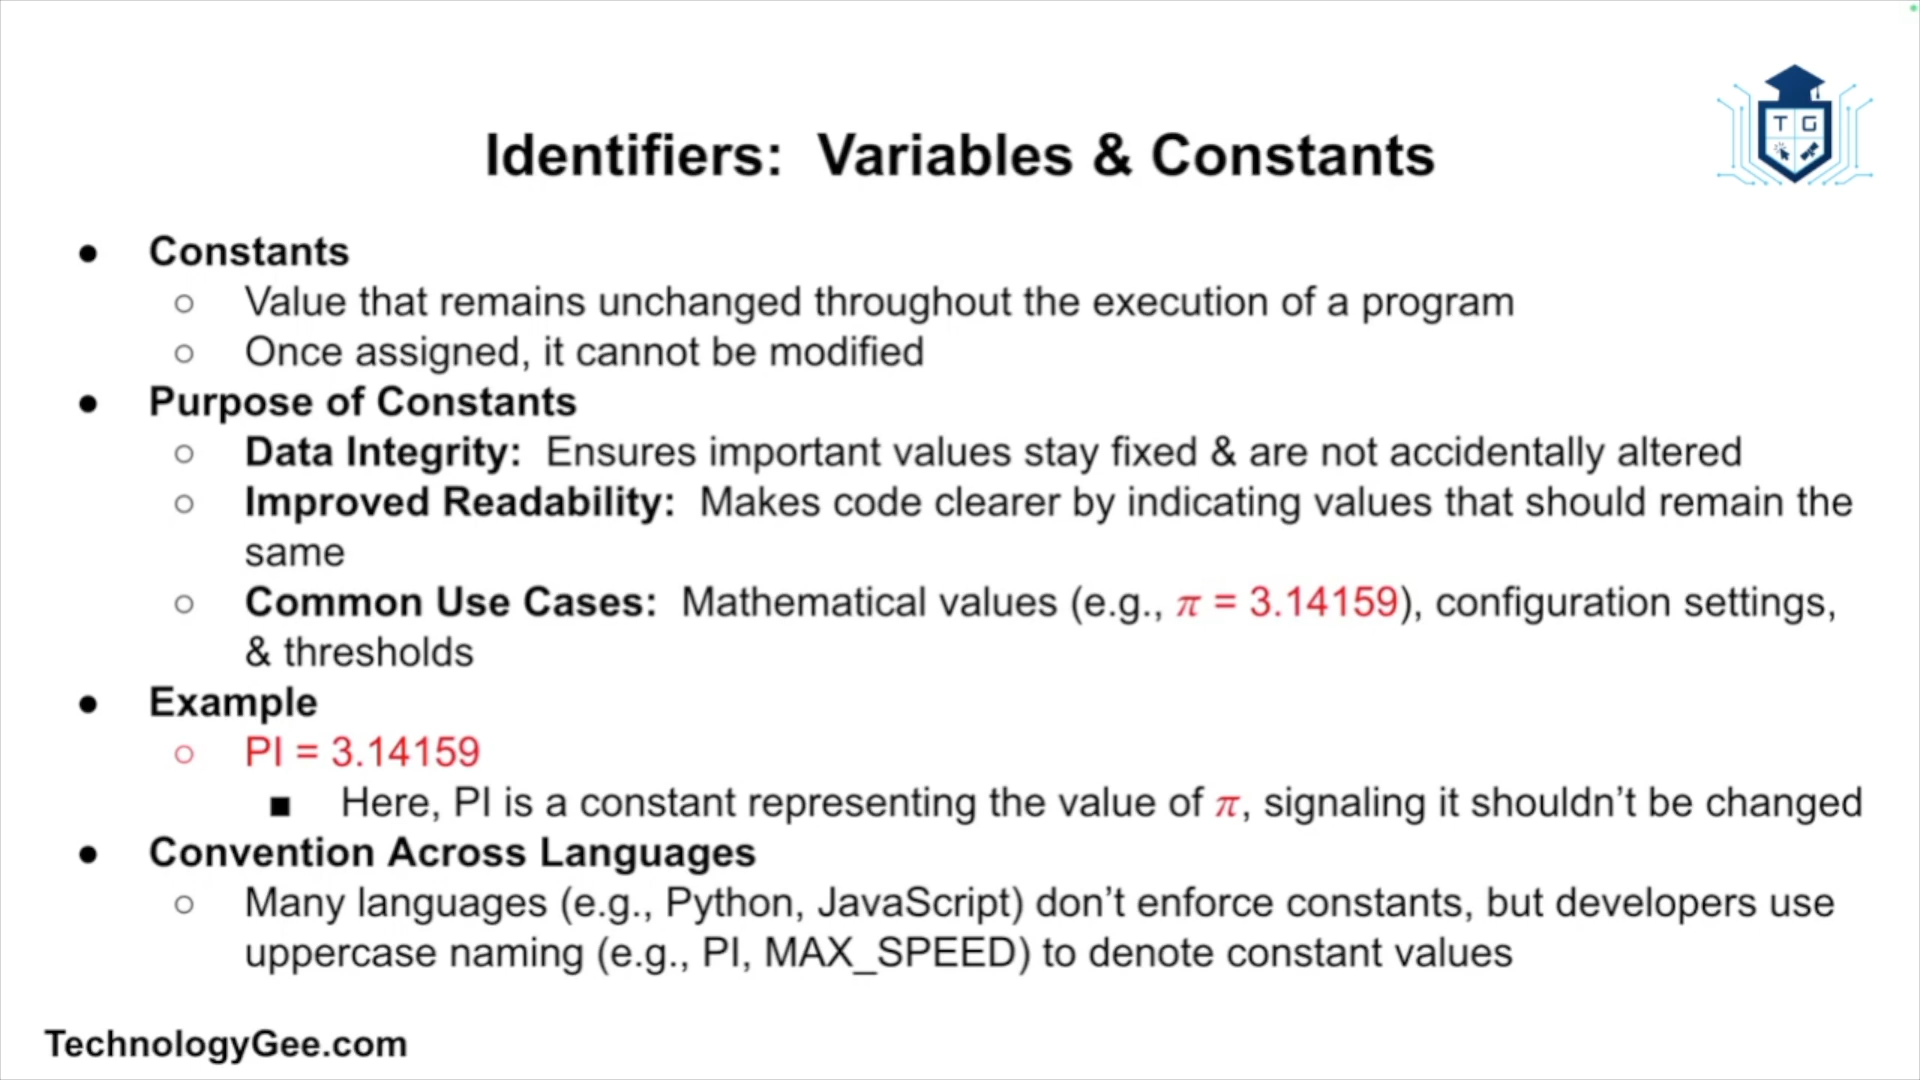 T G
Identifiers:  Variables & Constants
● Constants
○ Value that remains unchanged throughout the execution of a program
○ Once assigned, it cannot be modified
● Purpose of Constants
○ Data Integrity:  Ensures important values stay fixed & are not accidentally altered
○ Improved Readability:  Makes code clearer by indicating values that should remain the
same
○ Common Use Cases:  Mathematical values (e.g., π = 3.14159), configuration settings,
& thresholds
● Example
○ PI = 3.14159
■ Here, PI is a constant representing the value of π, signaling it shouldn’t be changed
● Convention Across Languages
○ Many languages (e.g., Python, JavaScript) don’t enforce constants, but developers use
uppercase naming (e.g., PI, MAX_SPEED) to denote constant values
TechnologyGee.com